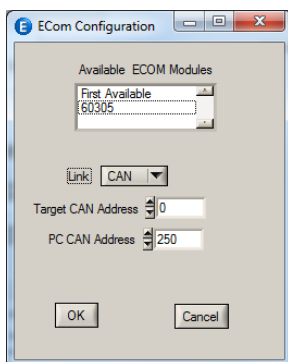 ECom Configuration
Available ECOM Modules
First Available
60305
Link CAN
Target CAN Address 0
PC CAN Address 250
OK Cancel